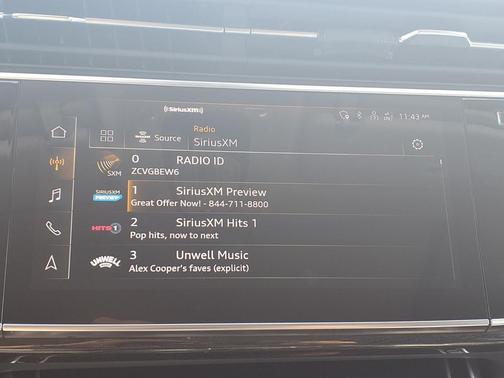 ((SiriusXM))
11:43 AM
Radio
Source
SiriusXM
0 RADIO ID
SXM
ZCVGBEW6
1 SiriusXM Preview
SIRIUSXM
PREVIEW
Great Offer Now! - 844-711-8800
2 SiriusXM Hits 1
HITS 1
Pop hits, now to next
3 Unwell Music
UNWELL
Alex Cooper's faves (explicit)